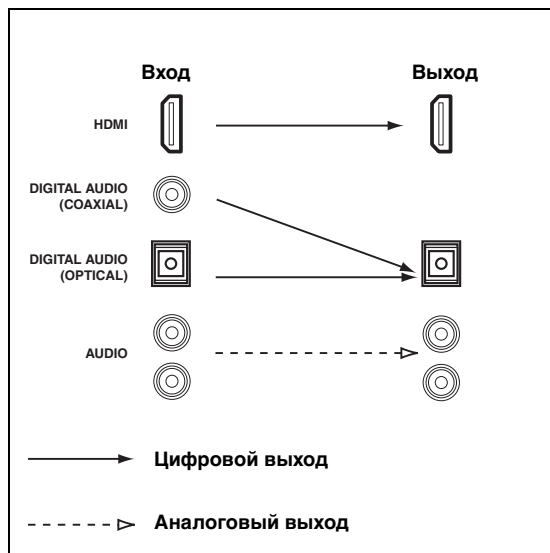 Вход Выход
HDMI
DIGITAL AUDIO
(COAXIAL)
DIGITAL AUDIO
(OPTICAL)
AUDIO
Цифровой выход
Аналоговый выход